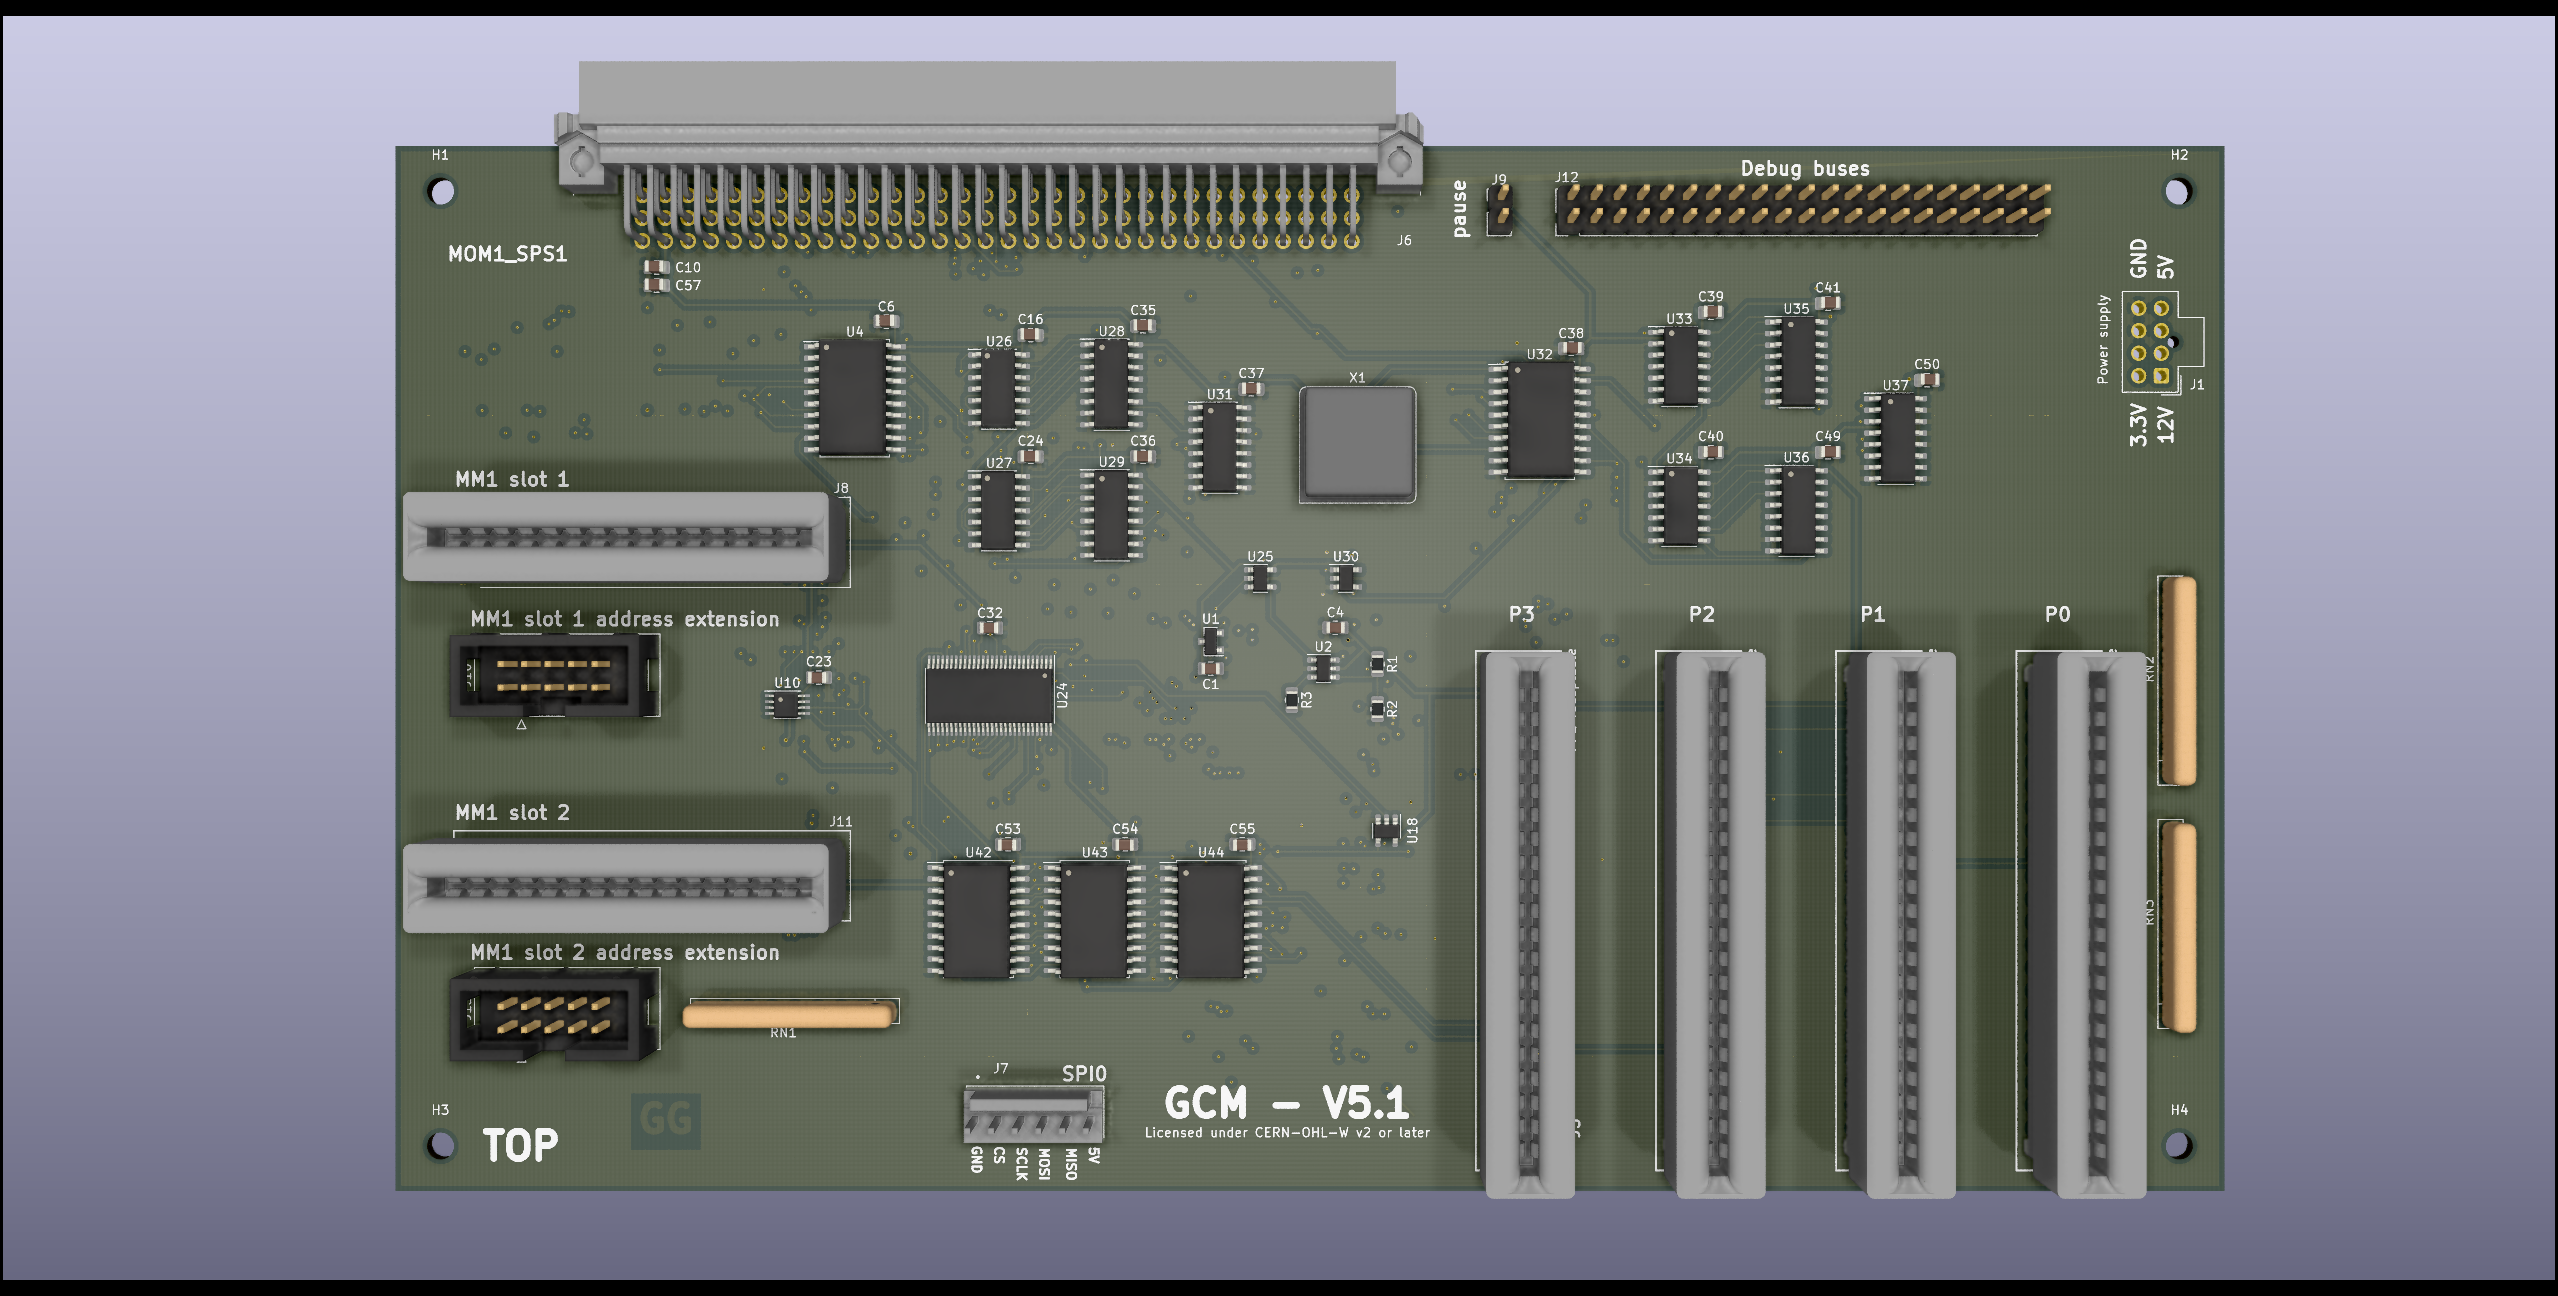 H1
H2
Debug buses
J9
J12
pause
J6
MOM1_SPS1
GND
5V
C10
C57
Power supply
J1
3.3V
12V
C6
U4
C16
U26
C35
U28
C38
U32
C39
U33
C41
U35
C37
U31
X1
C50
U37
C24
U27
C36
U29
C40
U34
C49
U36
MM1 slot 1
J8
U25
U30
MM1 slot 1 address extension
C32
U1
C4
P3
P2
P1
P0
U2
R1
C23
U10
U24
C1
R3
R2
RN2
MM1 slot 2
J11
C53
C54
C55
U18
U42
U43
U44
RN3
MM1 slot 2 address extension
RN1
J7
SPI0
GCM - V5.1
Licensed under CERN-OHL-W v2 or later
GND
CS
SCLK
MOSI
MISO
5V
H3
TOP
GG
H4